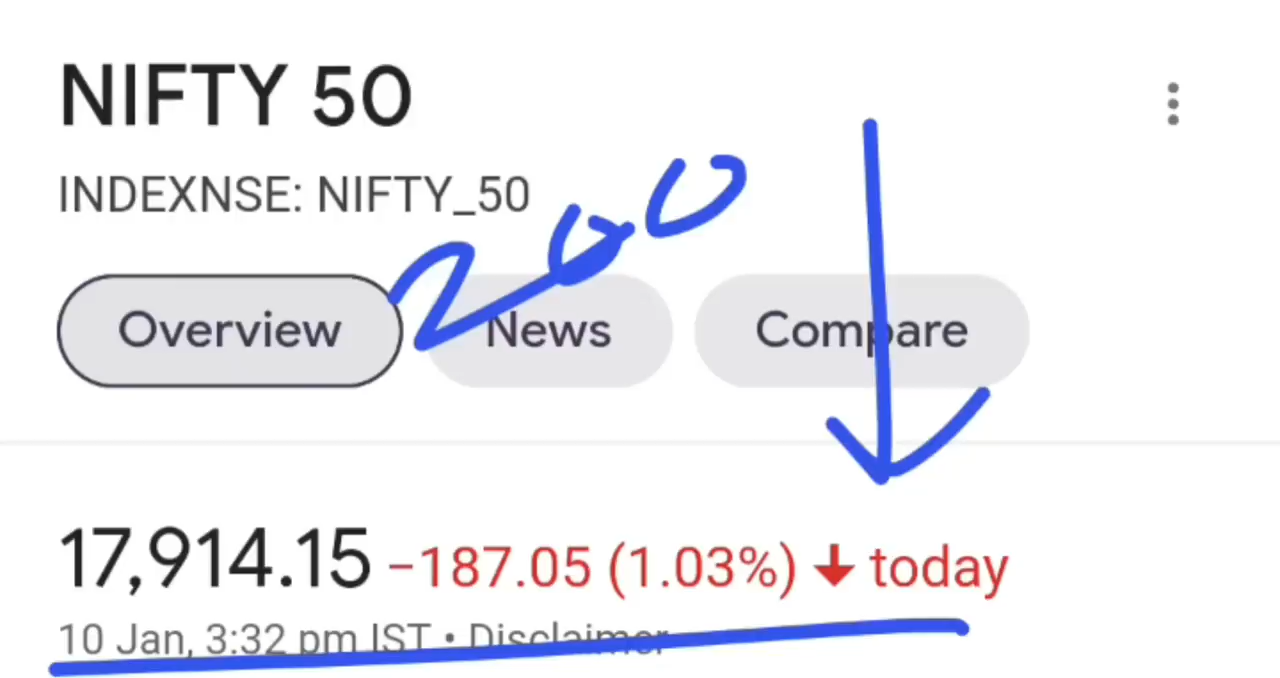 NIFTY 50
INDEXNSE: NIFTY_50
200
Overview News Compare
17,914.15 -187.05 (1.03%) ↓ today
10 Jan, 3:32 pm IST • Disclaimer